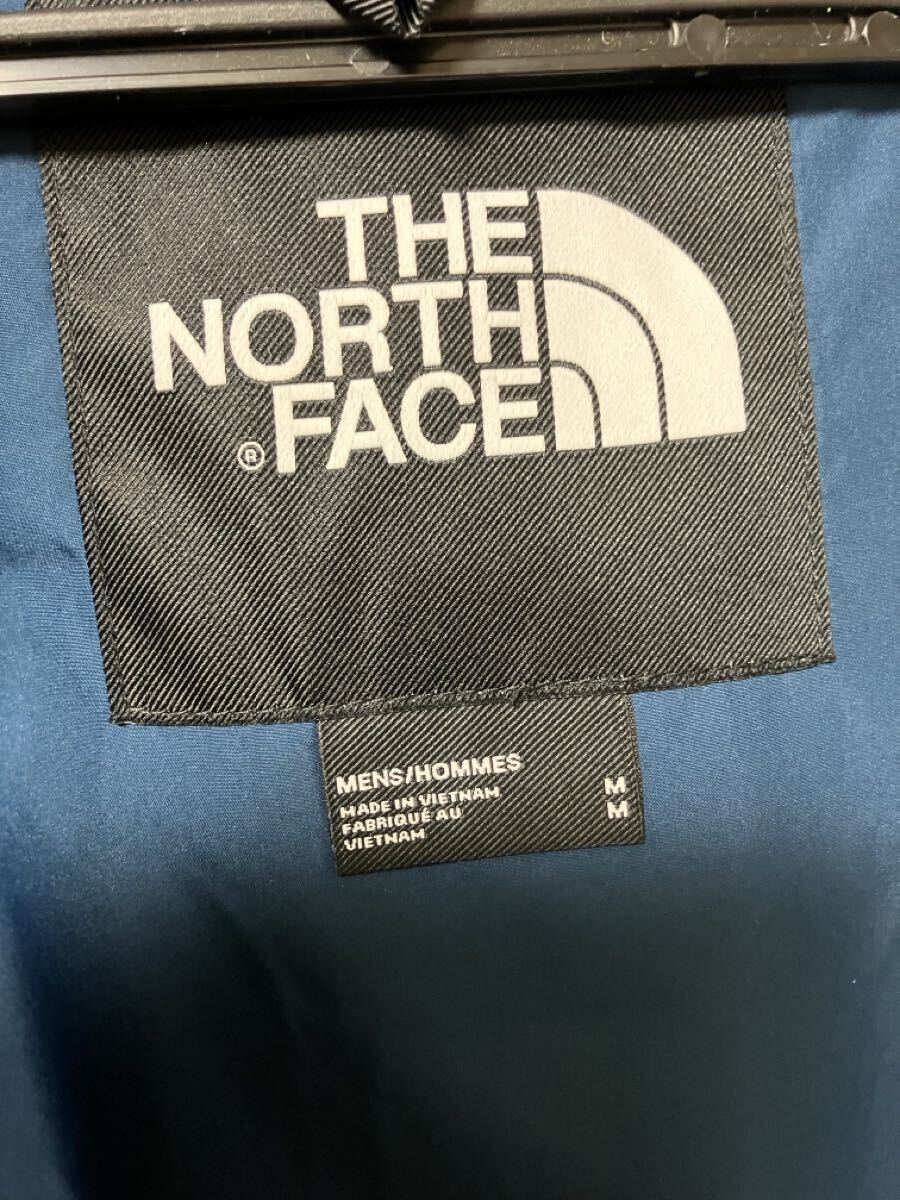 THE
NORTH
® FACE
MENS/HOMMES M
MADE IN VIETNAM M
FABRIQUÉ AU
VIETNAM